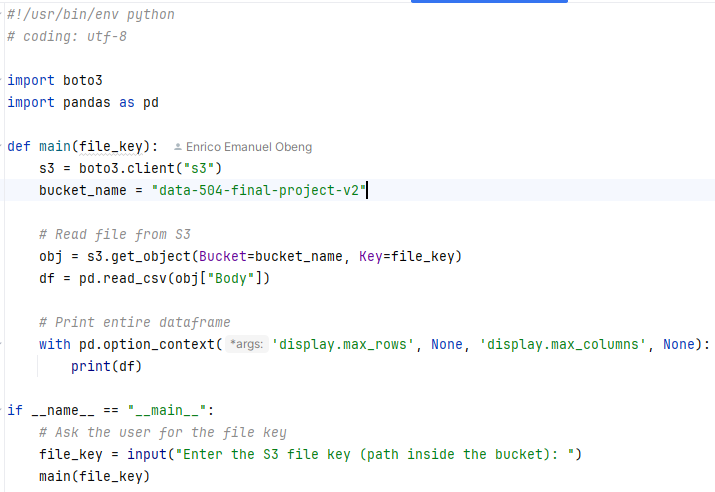 #!/usr/bin/env python
# coding: utf-8
import boto3
import pandas as pd
def main(file_key): Enrico Emanuel Obeng
    s3 = boto3.client("s3")
    bucket_name = "data-504-final-project-v2"
    # Read file from S3
    obj = s3.get_object(Bucket=bucket_name, Key=file_key)
    df = pd.read_csv(obj["Body"])
    # Print entire dataframe
    with pd.option_context( *args: 'display.max_rows', None, 'display.max_columns', None):
        print(df)
if __name__ == "__main__":
    # Ask the user for the file key
    file_key = input("Enter the S3 file key (path inside the bucket): ")
    main(file_key)